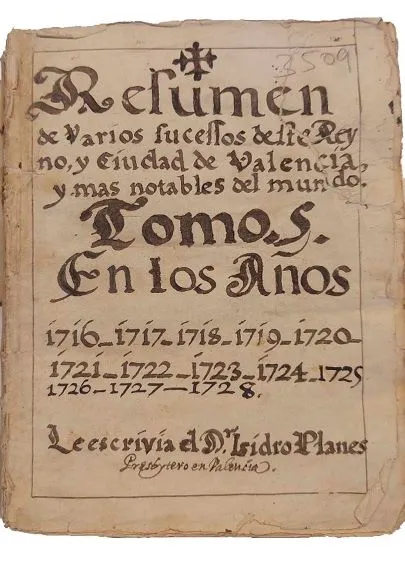 3509
Resumen
de Varios sucessos deste Rey
no, y Ciudad de Valencia,
y mas notables del mundo.
Tomo. 5.
En los Años
1716_1717_1718_1719_1720_
1721_1722_1723_1724_1725
1726_1727_1728.
Le escrivia el D.r Isidro Planes
Presbytero en Valencia.